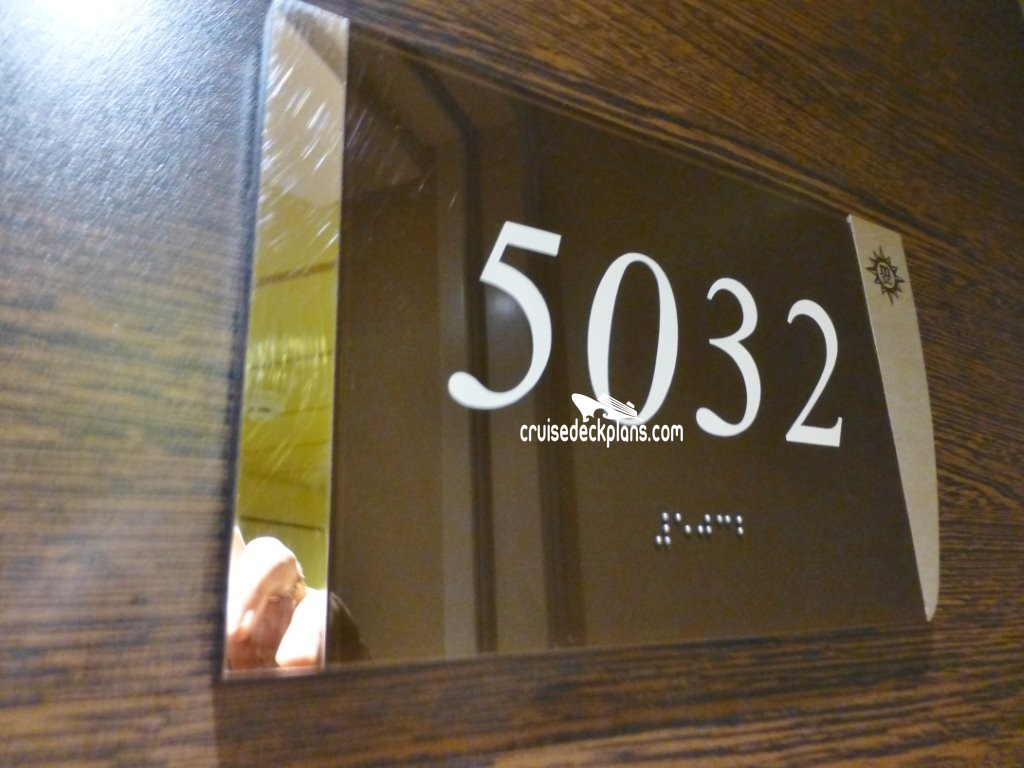 5032
cruisedeckplans.com
⠼⠑⠚⠉⠃